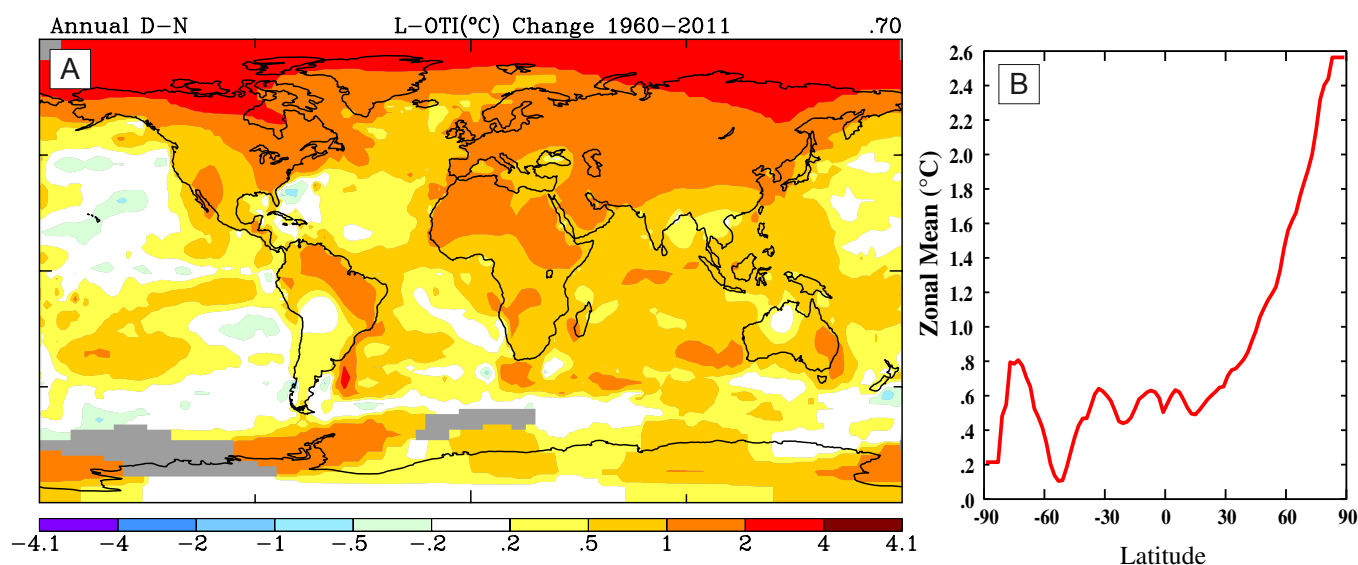 Annual D-N L-OTI(°C) Change 1960-2011 .70
A
-4.1 -4 -2 -1 -.5 -.2 .2 .5 1 2 4 4.1
B
Zonal Mean (°C)
2.6
2.4
2.2
2.0
1.8
1.6
1.4
1.2
1.0
.8
.6
.4
.2
.0
-90 -60 -30 0 30 60 90
Latitude